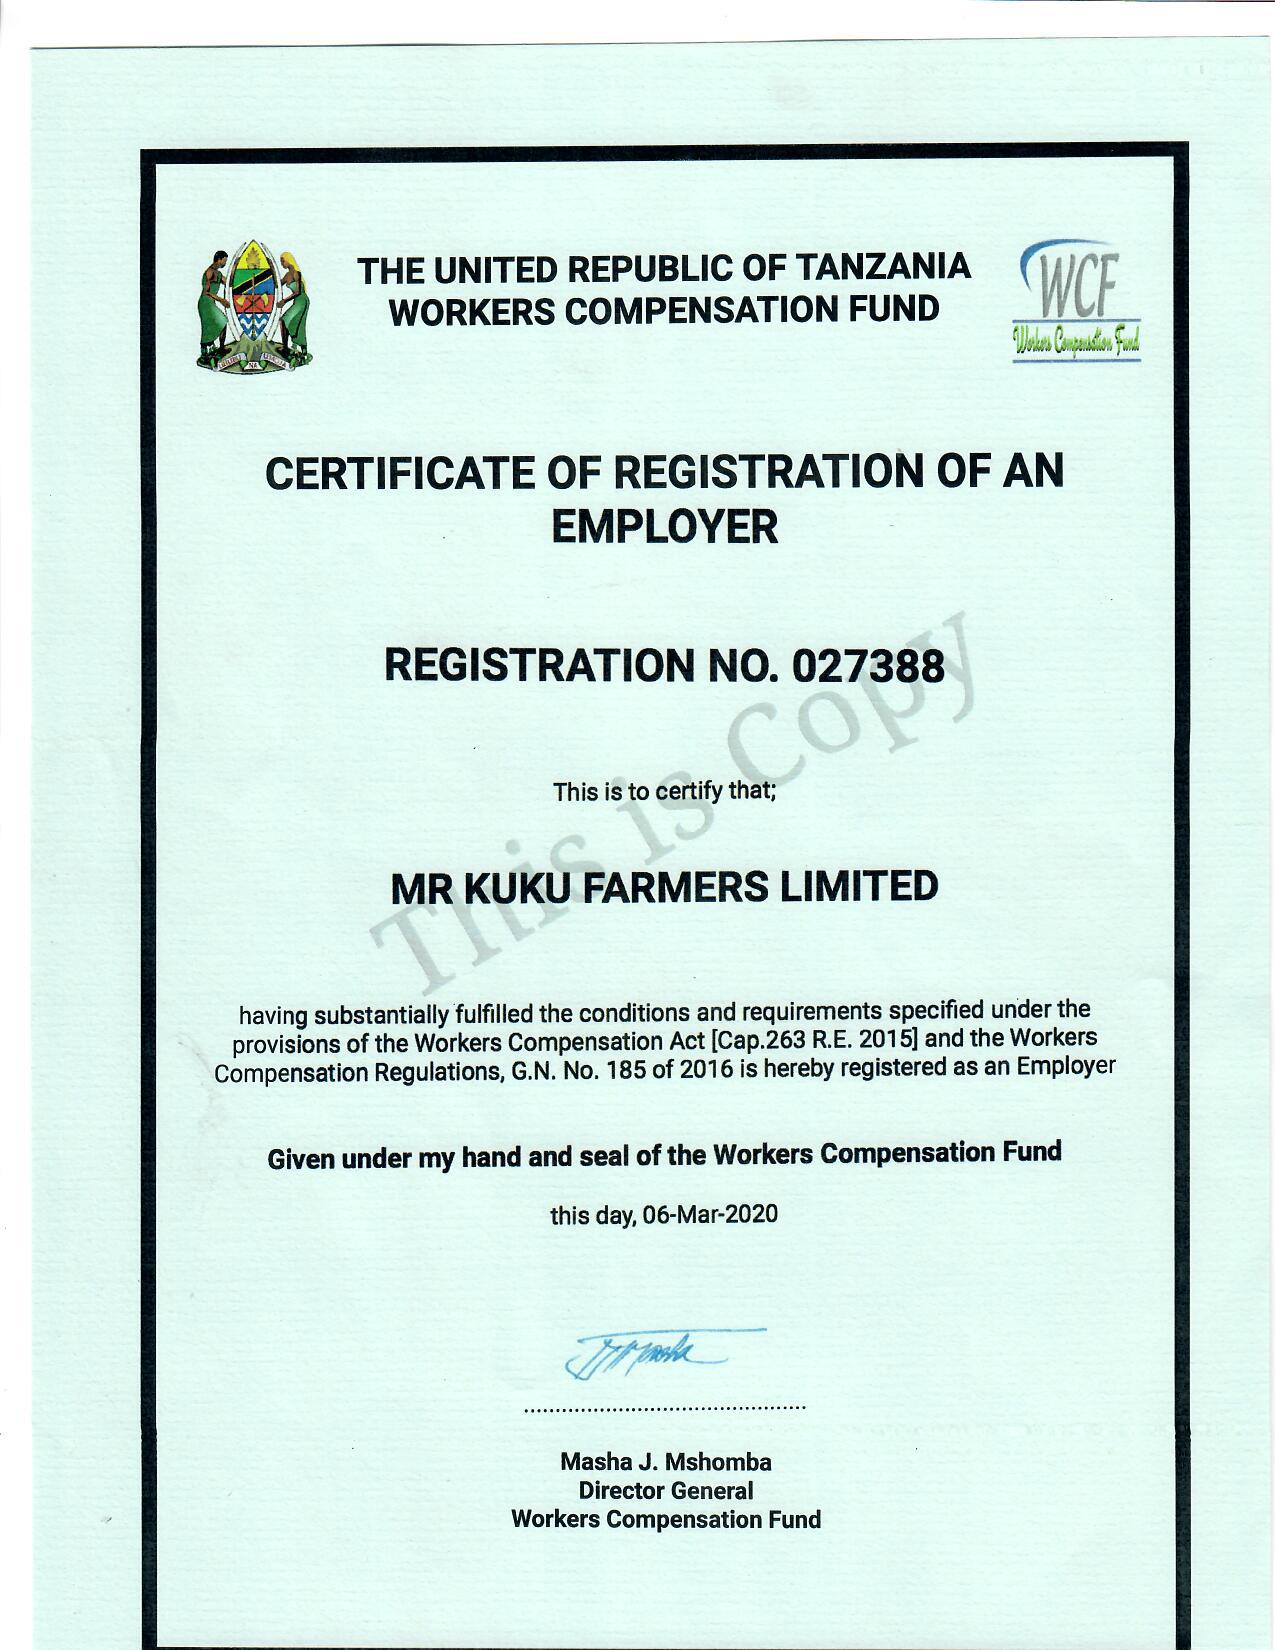 THE UNITED REPUBLIC OF TANZANIA
WORKERS COMPENSATION FUND
WCF
Workers Compensation Fund
UHURU NA UMOJA
CERTIFICATE OF REGISTRATION OF AN
EMPLOYER
REGISTRATION NO. 027388
This is Copy
This is to certify that;
MR KUKU FARMERS LIMITED
having substantially fulfilled the conditions and requirements specified under the
provisions of the Workers Compensation Act [Cap.263 R.E. 2015] and the Workers
Compensation Regulations, G.N. No. 185 of 2016 is hereby registered as an Employer
Given under my hand and seal of the Workers Compensation Fund
this day, 06-Mar-2020
Masha J. Mshomba
Director General
Workers Compensation Fund